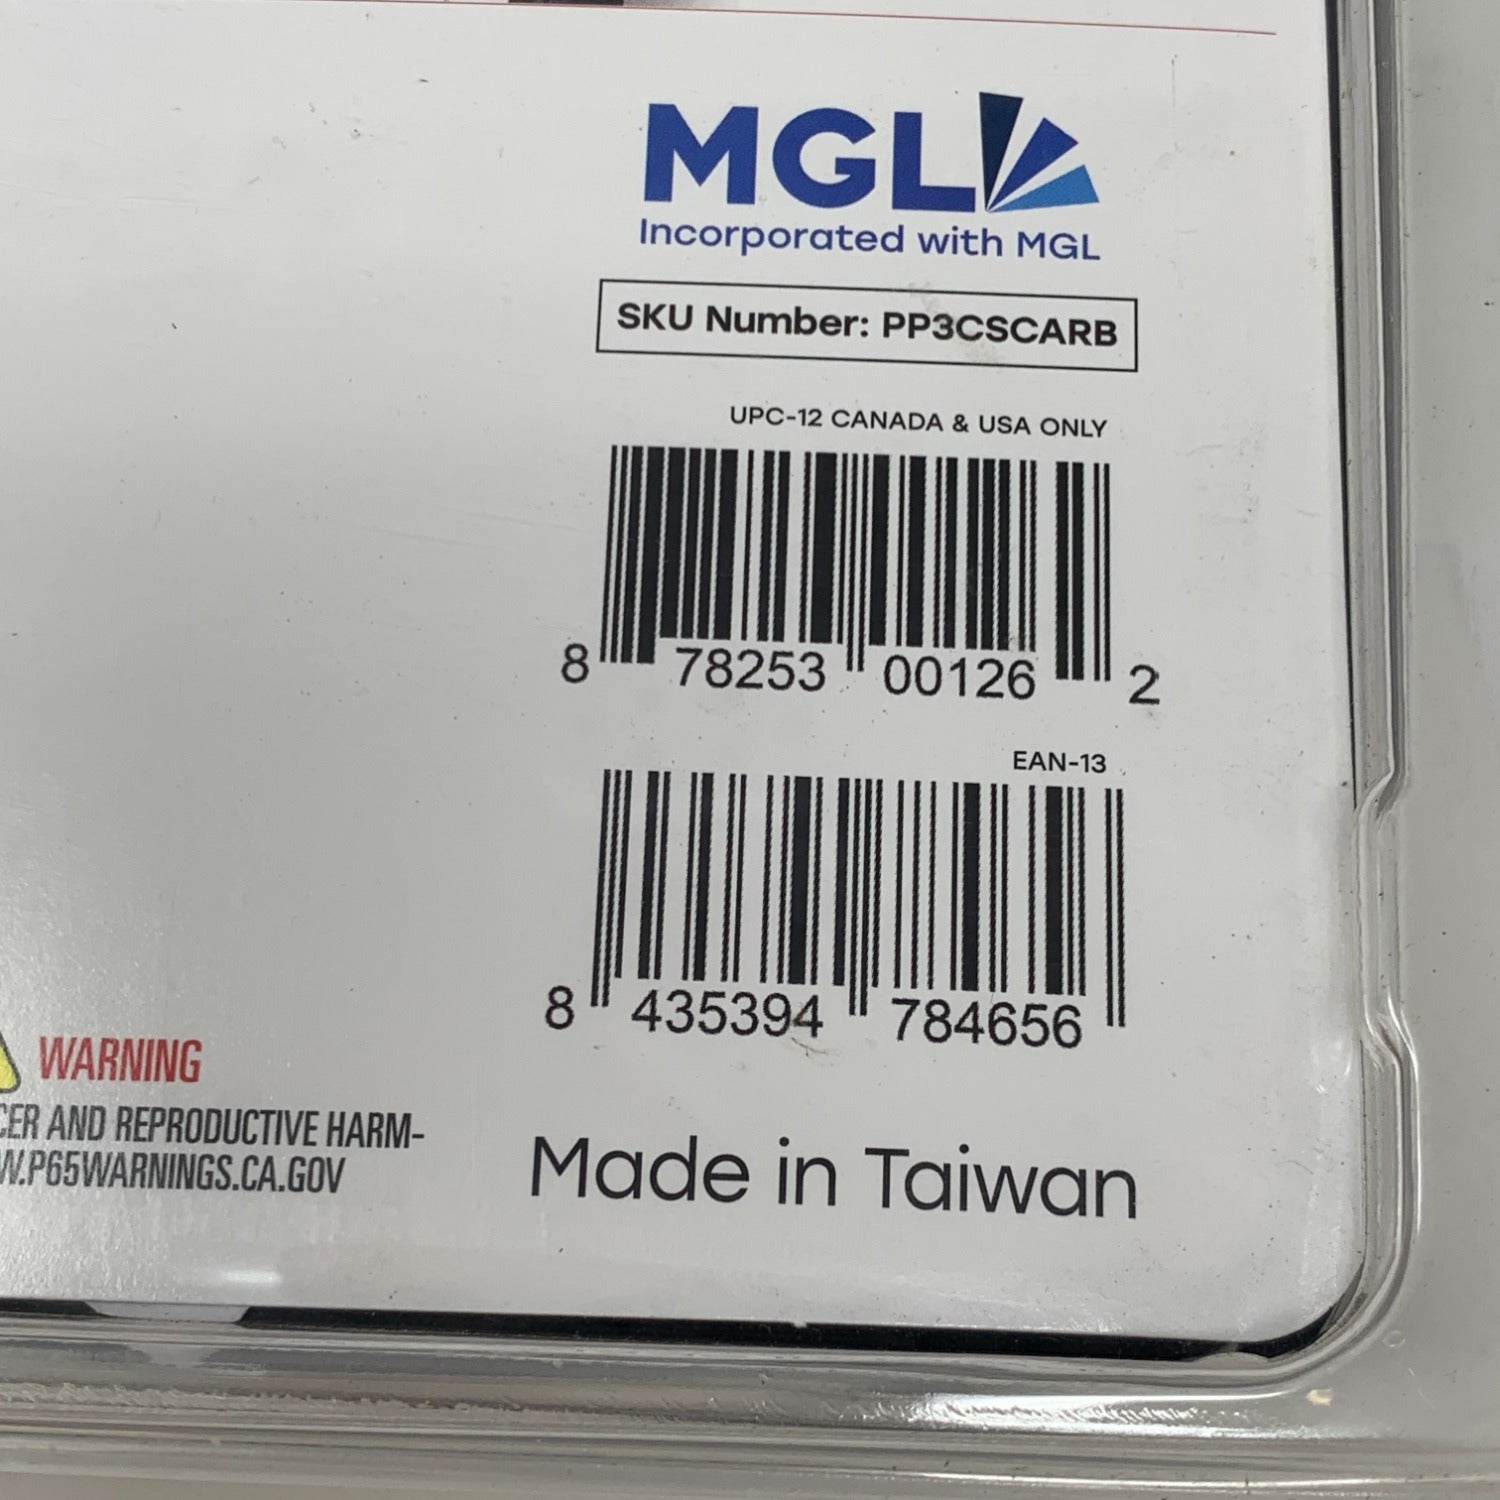 MGL
Incorporated with MGL
SKU Number: PP3CSCARB
UPC-12 CANADA & USA ONLY
8 78253 00126 2
EAN-13
8 435394 784656
WARNING
AND REPRODUCTIVE HARM-
W.P65WARNINGS.CA.GOV
Made in Taiwan